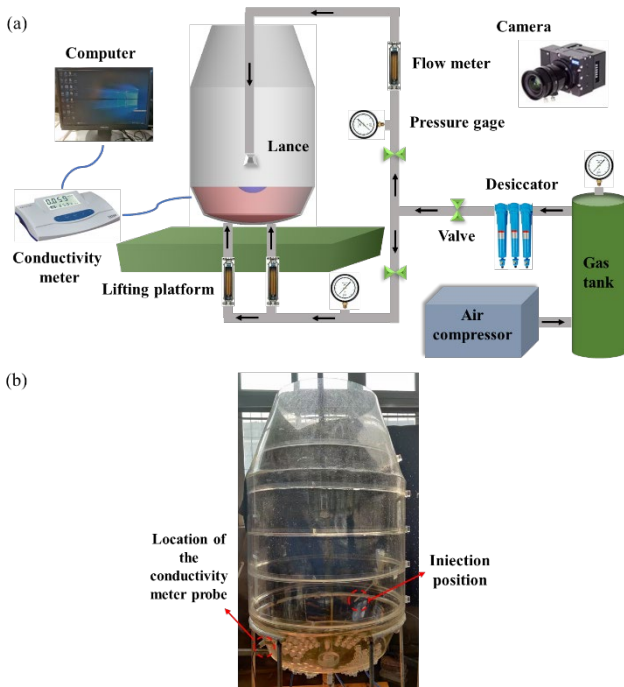 (a)
Computer
Camera
Flow meter
Pressure gage
Lance
Desiccator
Conductivity
meter
Valve
Lifting platform
Gas
tank
Air
compressor
(b)
Location of
the
conductivity
meter probe
Injection
position